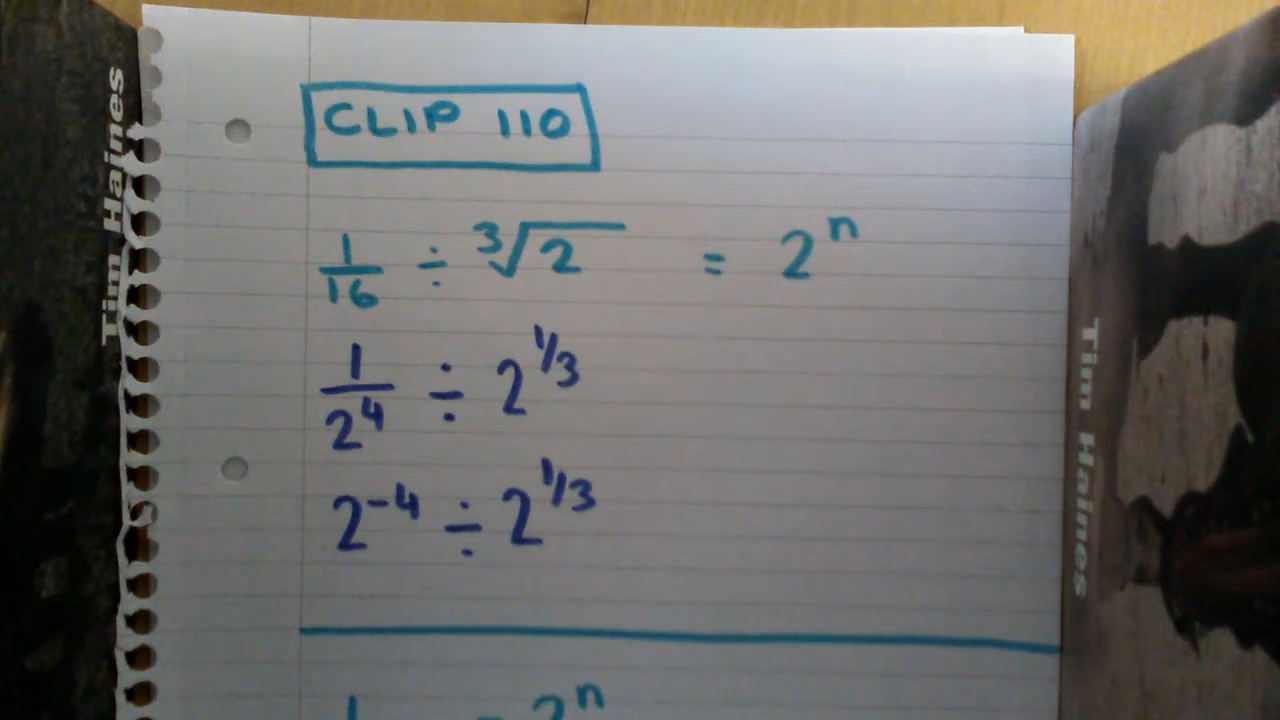 CLIP 110
1/16 ÷ ³√2 = 2ⁿ
1/2⁴ ÷ 2^1/3
2⁻⁴ ÷ 2^1/3
Tim Haines
Tim Haines